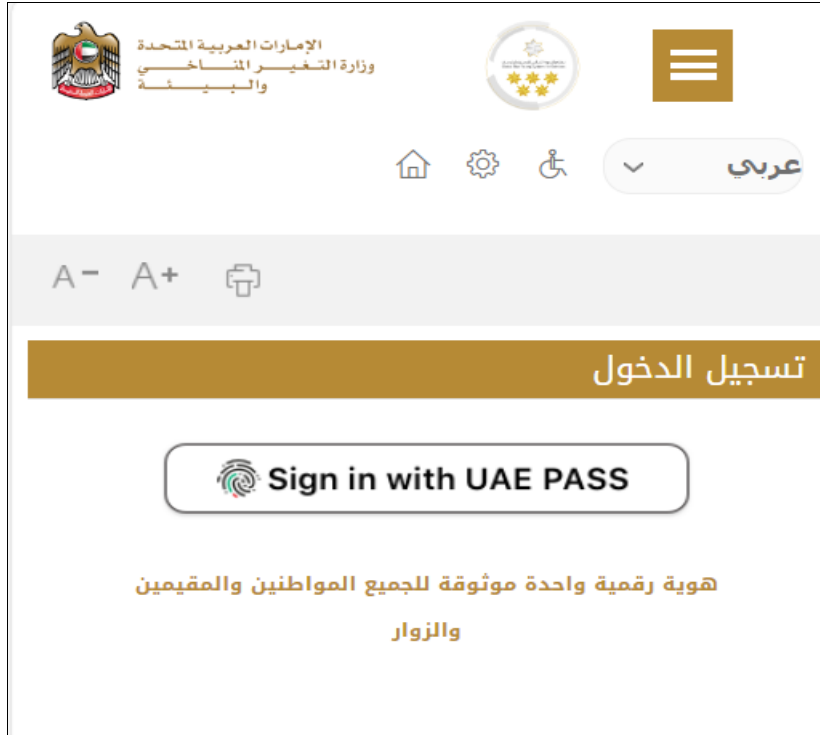 الإمارات العربية المتحدة
وزارة التغير المناخي
والبيئة
عربي
A- A+
تسجيل الدخول
Sign in with UAE PASS
هوية رقمية واحدة موثوقة للجميع المواطنين والمقيمين
والزوار